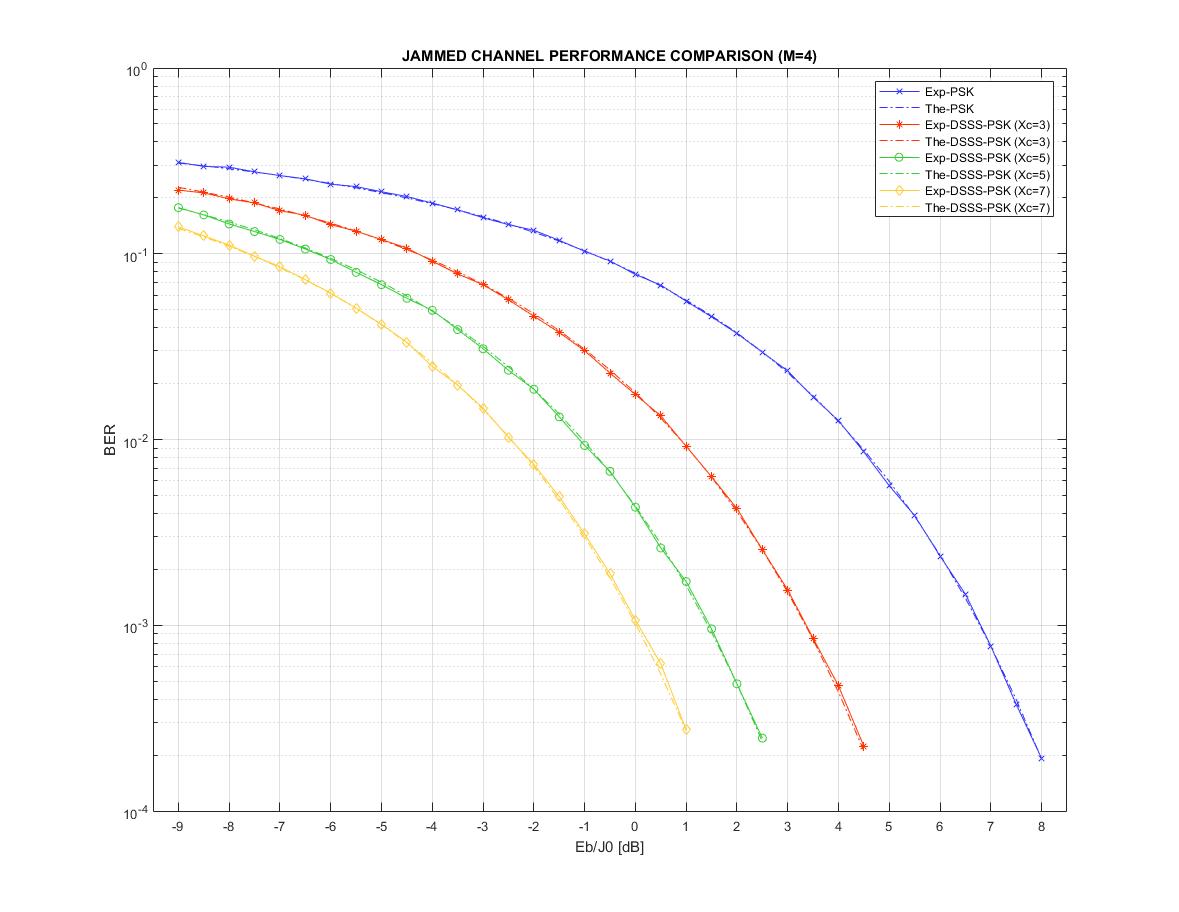 JAMMED CHANNEL PERFORMANCE COMPARISON (M=4)
10^0
Exp-PSK
The-PSK
Exp-DSSS-PSK (Xc=3)
The-DSSS-PSK (Xc=3)
Exp-DSSS-PSK (Xc=5)
The-DSSS-PSK (Xc=5)
Exp-DSSS-PSK (Xc=7)
The-DSSS-PSK (Xc=7)
10^-1
10^-2
BER
10^-3
10^-4
-9 -8 -7 -6 -5 -4 -3 -2 -1 0 1 2 3 4 5 6 7 8
Eb/J0 [dB]